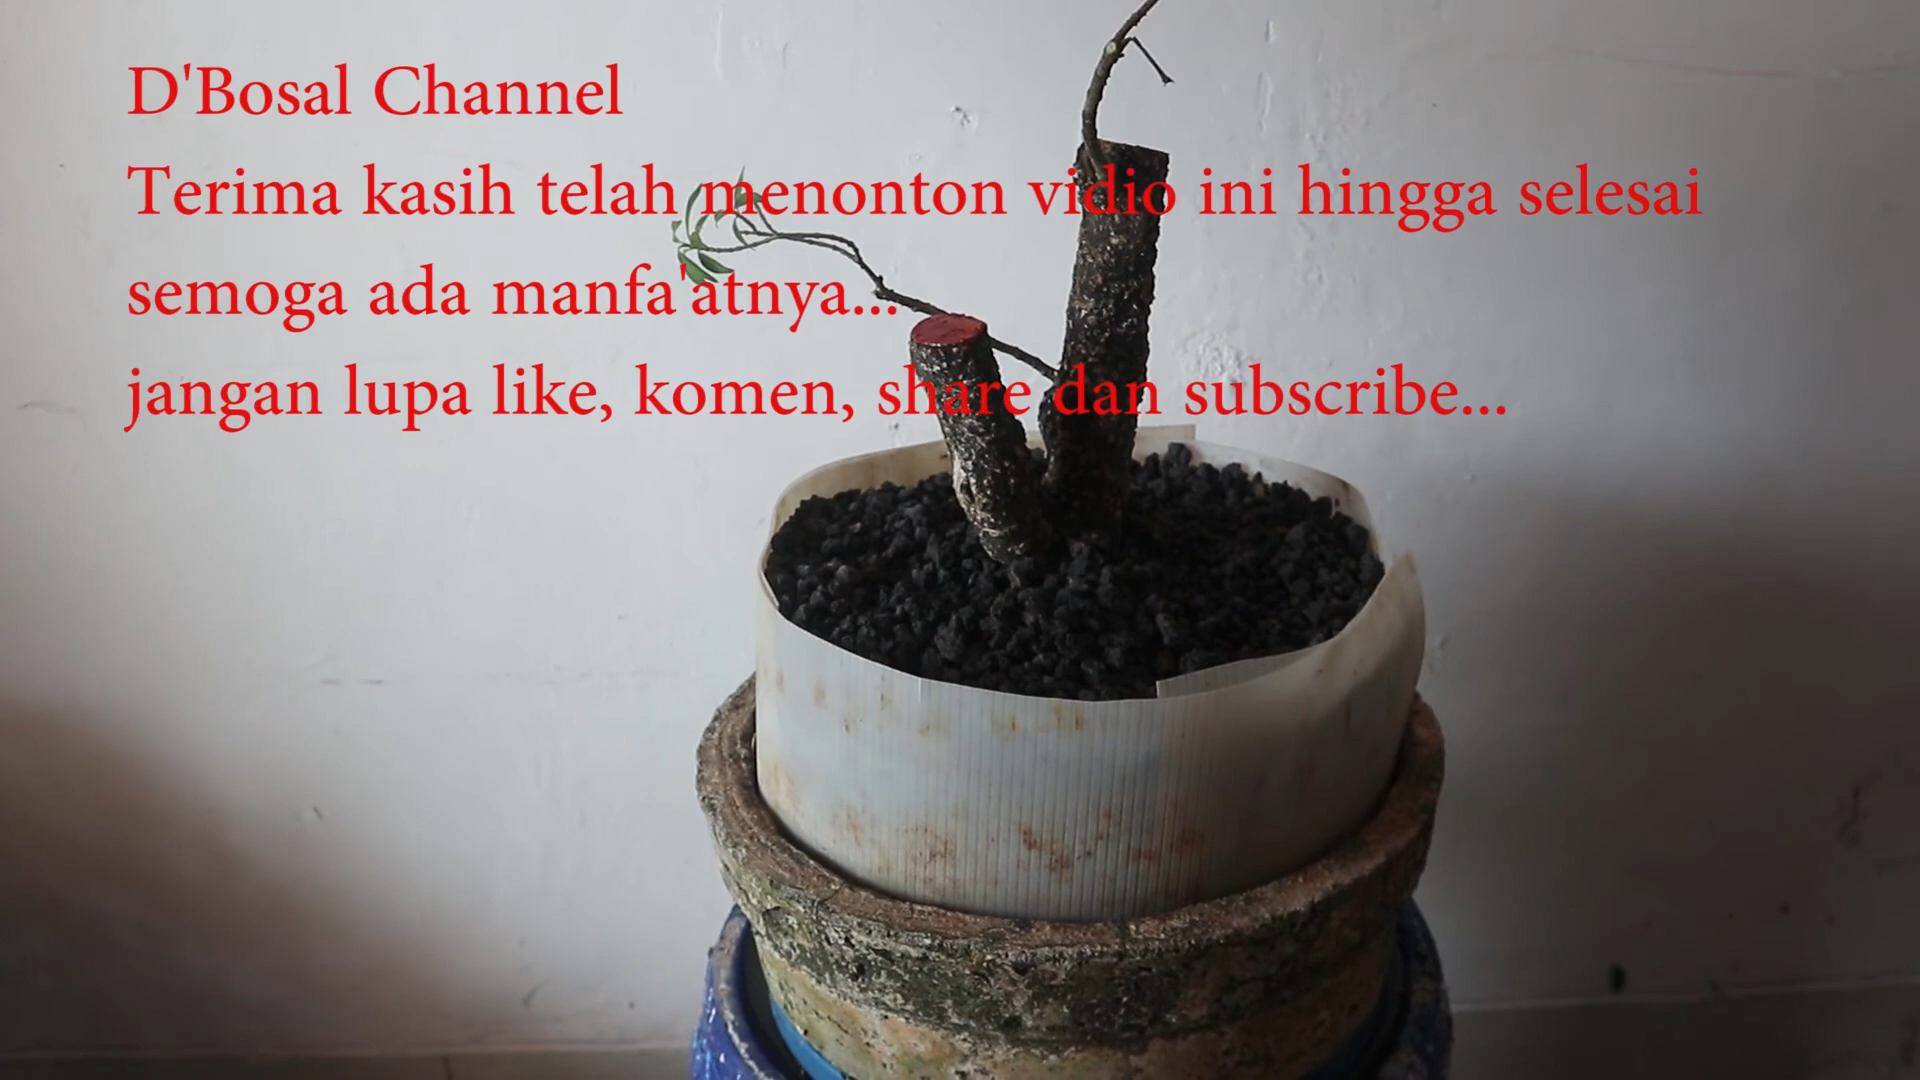 D'Bosal Channel
Terima kasih telah menonton vidio ini hingga selesai
semoga ada manfa'atnya...
jangan lupa like, komen, share dan subscribe...